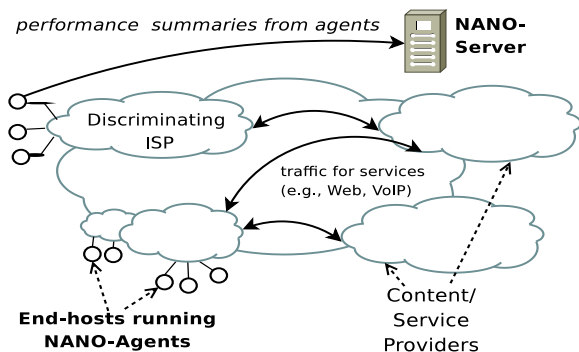 performance summaries from agents
NANO-
Server
Discriminating
ISP
traffic for services
(e.g., Web, VoIP)
End-hosts running
NANO-Agents
Content/
Service
Providers